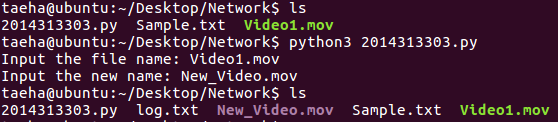 taeha@ubuntu:~/Desktop/Network$ ls
2014313303.py  Sample.txt  Video1.mov
taeha@ubuntu:~/Desktop/Network$ python3 2014313303.py
Input the file name: Video1.mov
Input the new name: New_Video.mov
taeha@ubuntu:~/Desktop/Network$ ls
2014313303.py  log.txt  New_Video.mov  Sample.txt  Video1.mov